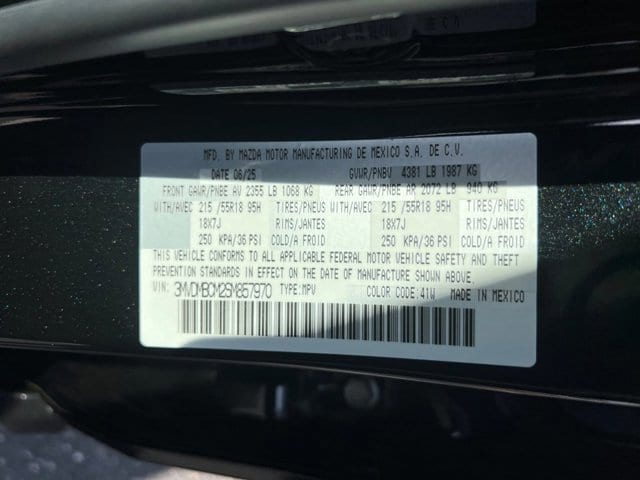 MFD. BY MAZDA MOTOR MANUFACTURING DE MEXICO S.A. DE C.V.
DATE 06/25 GVWR/PNBV 4381 LB 1987 KG
FRONT GAWR/PNBE AV 2355 LB 1068 KG REAR GAWR/PNBE AR 2072 LB 940 KG
WITH/AVEC 215 /55R18 95H TIRES/PNEUS WITH/AVEC 215 /55R18 95H TIRES/PNEUS
18X7J RIMS/JANTES 18X7J RIMS/JANTES
250 KPA/36 PSI COLD/A FROID 250 KPA/36 PSI COLD/A FROID
THIS VEHICLE CONFORMS TO ALL APPLICABLE FEDERAL MOTOR VEHICLE SAFETY AND THEFT
PREVENTION STANDARDS IN EFFECT ON THE DATE OF MANUFACTURE SHOWN ABOVE.
VIN: 3MVDMBCM2SM857970 TYPE:MPV COLOR CODE:41W MADE IN MEXICO